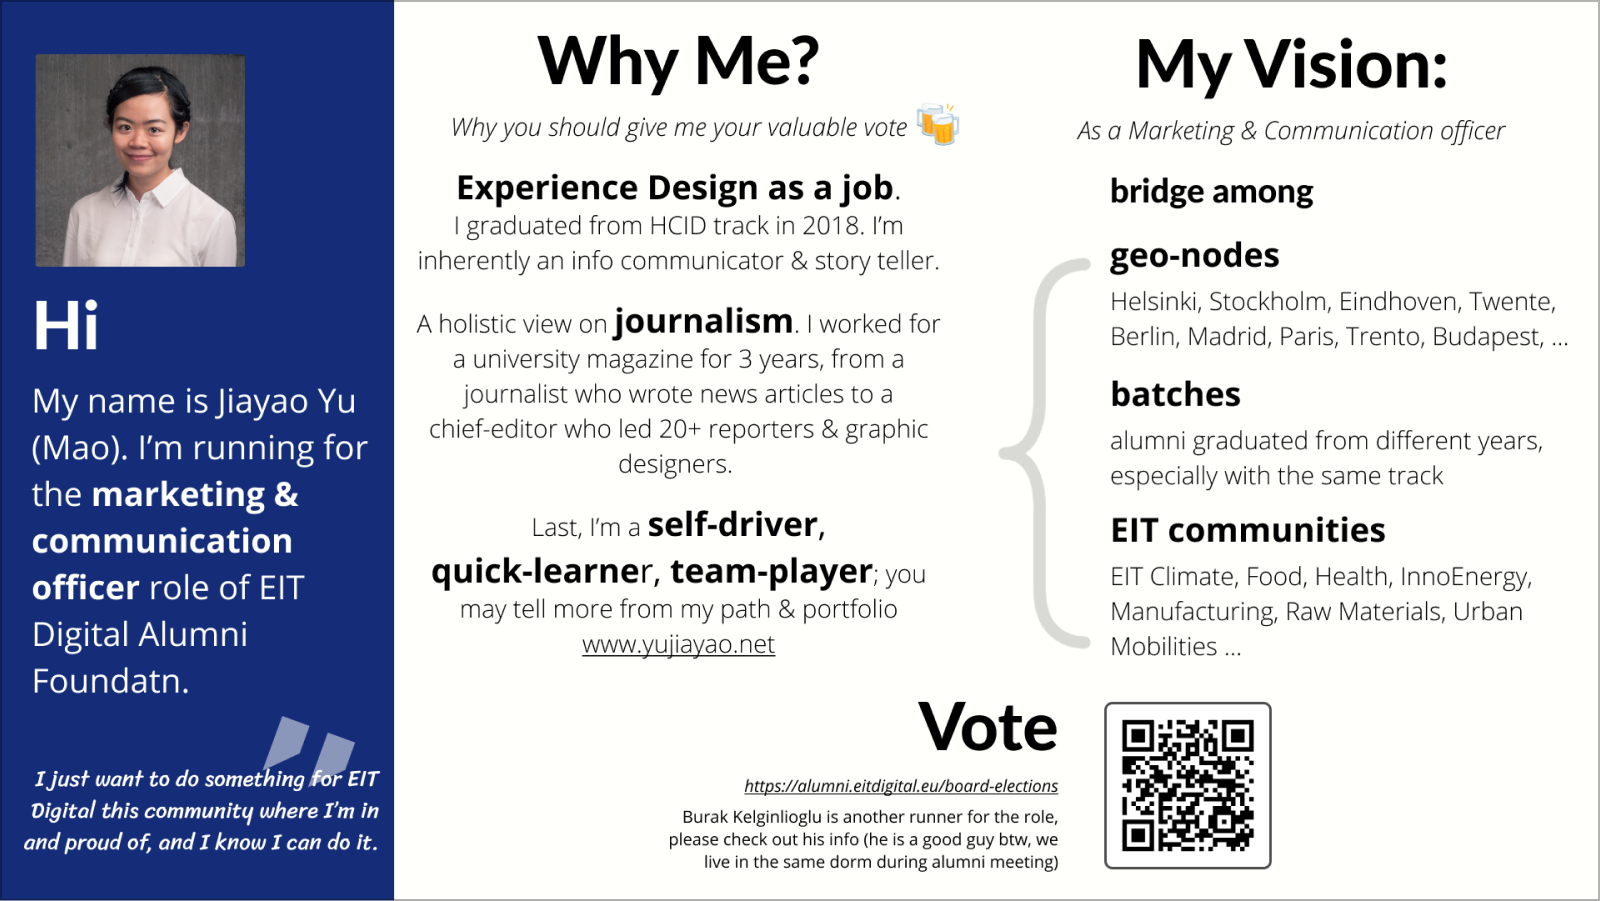 Hi
My name is Jiayao Yu
(Mao). I’m running for
the marketing &
communication
officer role of EIT
Digital Alumni
Foundatn.
I just want to do something for EIT
Digital this community where I’m in
and proud of, and I know I can do it.
Why Me?
Why you should give me your valuable vote
Experience Design as a job.
I graduated from HCID track in 2018. I’m
inherently an info communicator & story teller.
A holistic view on journalism. I worked for
a university magazine for 3 years, from a
journalist who wrote news articles to a
chief-editor who led 20+ reporters & graphic
designers.
Last, I’m a self-driver,
quick-learner, team-player; you
may tell more from my path & portfolio
www.yujiayao.net
My Vision:
As a Marketing & Communication officer
bridge among
geo-nodes
Helsinki, Stockholm, Eindhoven, Twente,
Berlin, Madrid, Paris, Trento, Budapest, ...
batches
alumni graduated from different years,
especially with the same track
EIT communities
EIT Climate, Food, Health, InnoEnergy,
Manufacturing, Raw Materials, Urban
Mobilities ...
Vote
https://alumni.eitdigital.eu/board-elections
Burak Kelginlioglu is another runner for the role,
please check out his info (he is a good guy btw, we
live in the same dorm during alumni meeting)